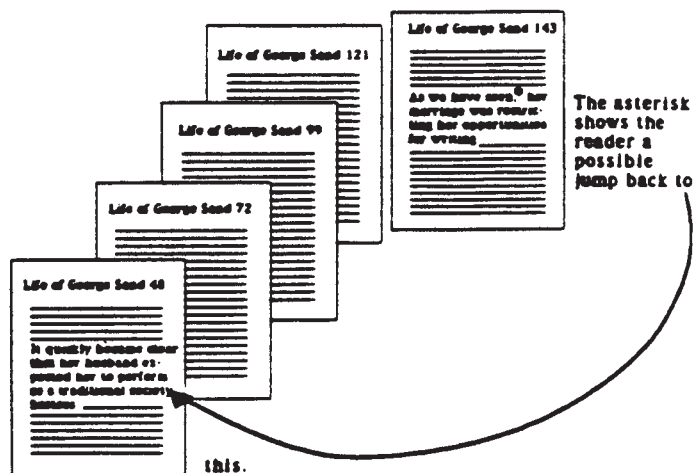 Life of George Sand 143
Life of George Sand 121
As we have seen,* her
marriage was restric-
ting her opportunities
for writing
The asterisk
shows the
reader a
possible
jump back to
Life of George Sand 99
Life of George Sand 72
Life of George Sand 48
It quickly became clear
that her husband ex-
pected her to perform
as a traditional society
hostess
this.